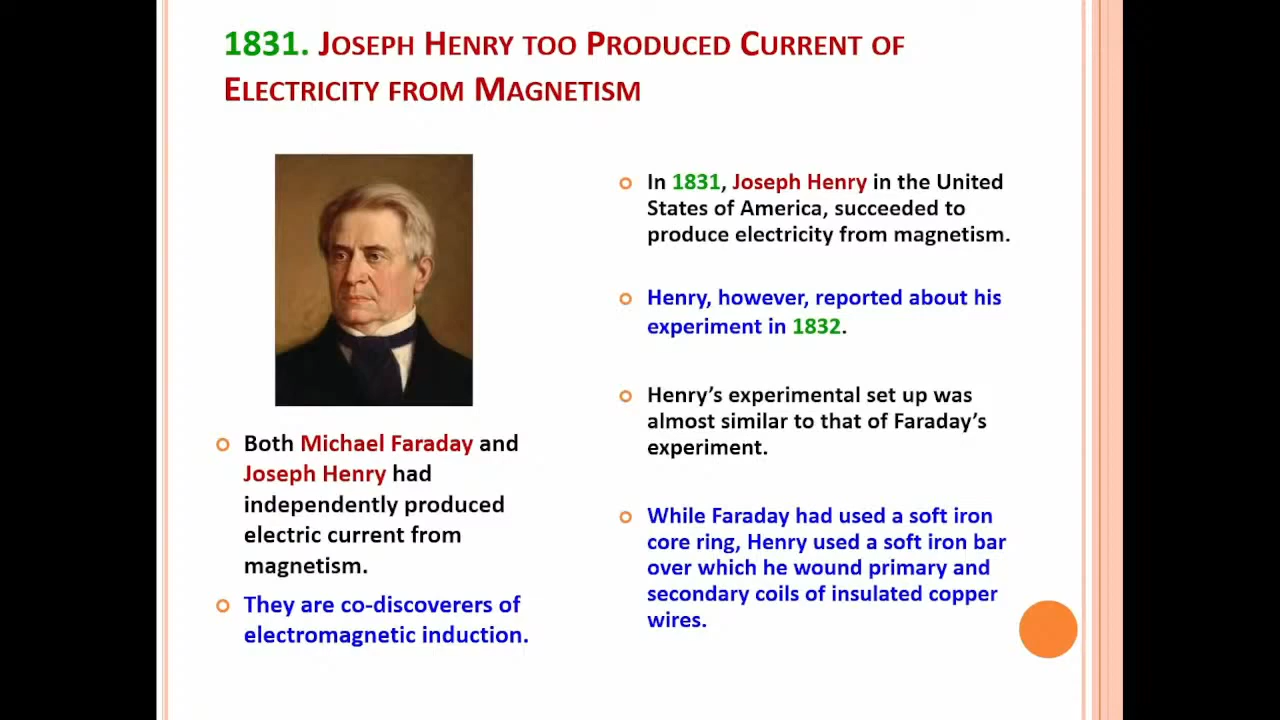 1831. Joseph Henry too Produced Current of
Electricity from Magnetism
Both Michael Faraday and
Joseph Henry had
independently produced
electric current from
magnetism.
They are co-discoverers of
electromagnetic induction.
In 1831, Joseph Henry in the United
States of America, succeeded to
produce electricity from magnetism.
Henry, however, reported about his
experiment in 1832.
Henry’s experimental set up was
almost similar to that of Faraday’s
experiment.
While Faraday had used a soft iron
core ring, Henry used a soft iron bar
over which he wound primary and
secondary coils of insulated copper
wires.